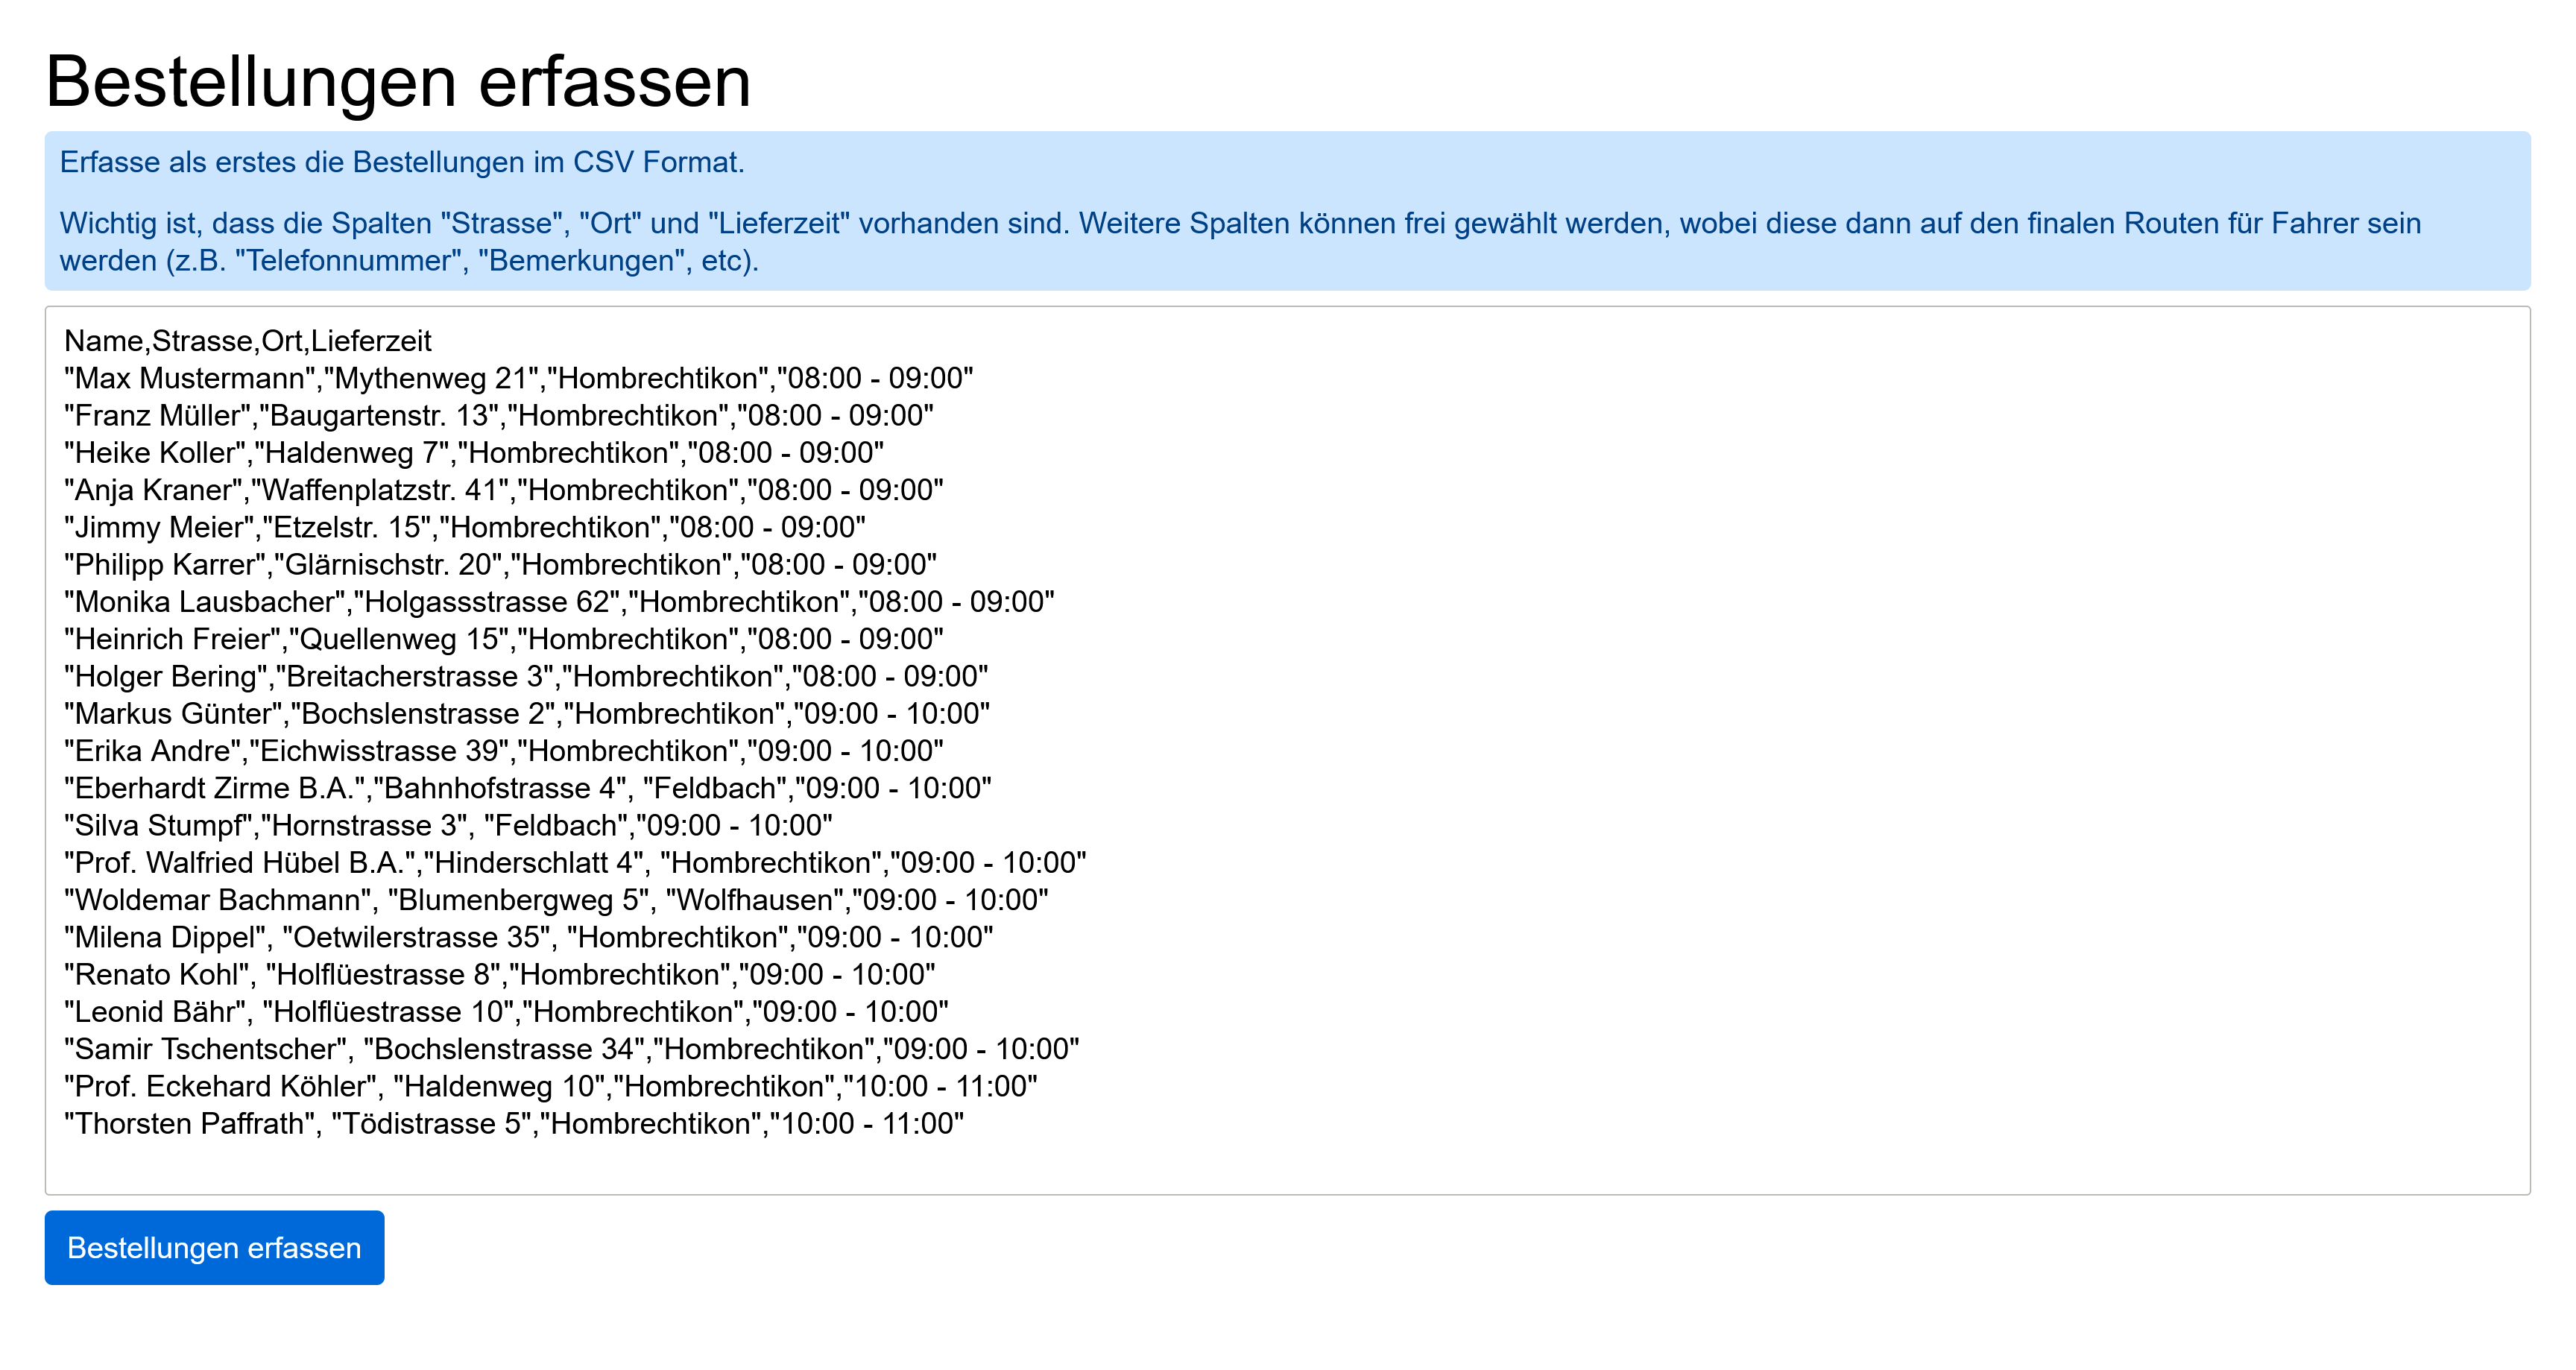 Bestellungen erfassen
Erfasse als erstes die Bestellungen im CSV Format.
Wichtig ist, dass die Spalten "Strasse", "Ort" und "Lieferzeit" vorhanden sind. Weitere Spalten können frei gewählt werden, wobei diese dann auf den finalen Routen für Fahrer sein
werden (z.B. "Telefonnummer", "Bemerkungen", etc).
Name,Strasse,Ort,Lieferzeit
"Max Mustermann","Mythenweg 21","Hombrechtikon","08:00 - 09:00"
"Franz Müller","Baugartenstr. 13","Hombrechtikon","08:00 - 09:00"
"Heike Koller","Haldenweg 7","Hombrechtikon","08:00 - 09:00"
"Anja Kraner","Waffenplatzstr. 41","Hombrechtikon","08:00 - 09:00"
"Jimmy Meier","Etzelstr. 15","Hombrechtikon","08:00 - 09:00"
"Philipp Karrer","Glärnischstr. 20","Hombrechtikon","08:00 - 09:00"
"Monika Lausbacher","Holgassstrasse 62","Hombrechtikon","08:00 - 09:00"
"Heinrich Freier","Quellenweg 15","Hombrechtikon","08:00 - 09:00"
"Holger Bering","Breitacherstrasse 3","Hombrechtikon","08:00 - 09:00"
"Markus Günter","Bochslenstrasse 2","Hombrechtikon","09:00 - 10:00"
"Erika Andre","Eichwisstrasse 39","Hombrechtikon","09:00 - 10:00"
"Eberhardt Zirme B.A.","Bahnhofstrasse 4", "Feldbach","09:00 - 10:00"
"Silva Stumpf","Hornstrasse 3", "Feldbach","09:00 - 10:00"
"Prof. Walfried Hübel B.A.","Hinderschlatt 4", "Hombrechtikon","09:00 - 10:00"
"Woldemar Bachmann", "Blumenbergweg 5", "Wolfhausen","09:00 - 10:00"
"Milena Dippel", "Oetwilerstrasse 35", "Hombrechtikon","09:00 - 10:00"
"Renato Kohl", "Holflüestrasse 8","Hombrechtikon","09:00 - 10:00"
"Leonid Bähr", "Holflüestrasse 10","Hombrechtikon","09:00 - 10:00"
"Samir Tschentscher", "Bochslenstrasse 34","Hombrechtikon","09:00 - 10:00"
"Prof. Eckehard Köhler", "Haldenweg 10","Hombrechtikon","10:00 - 11:00"
"Thorsten Paffrath", "Tödistrasse 5","Hombrechtikon","10:00 - 11:00"
Bestellungen erfassen